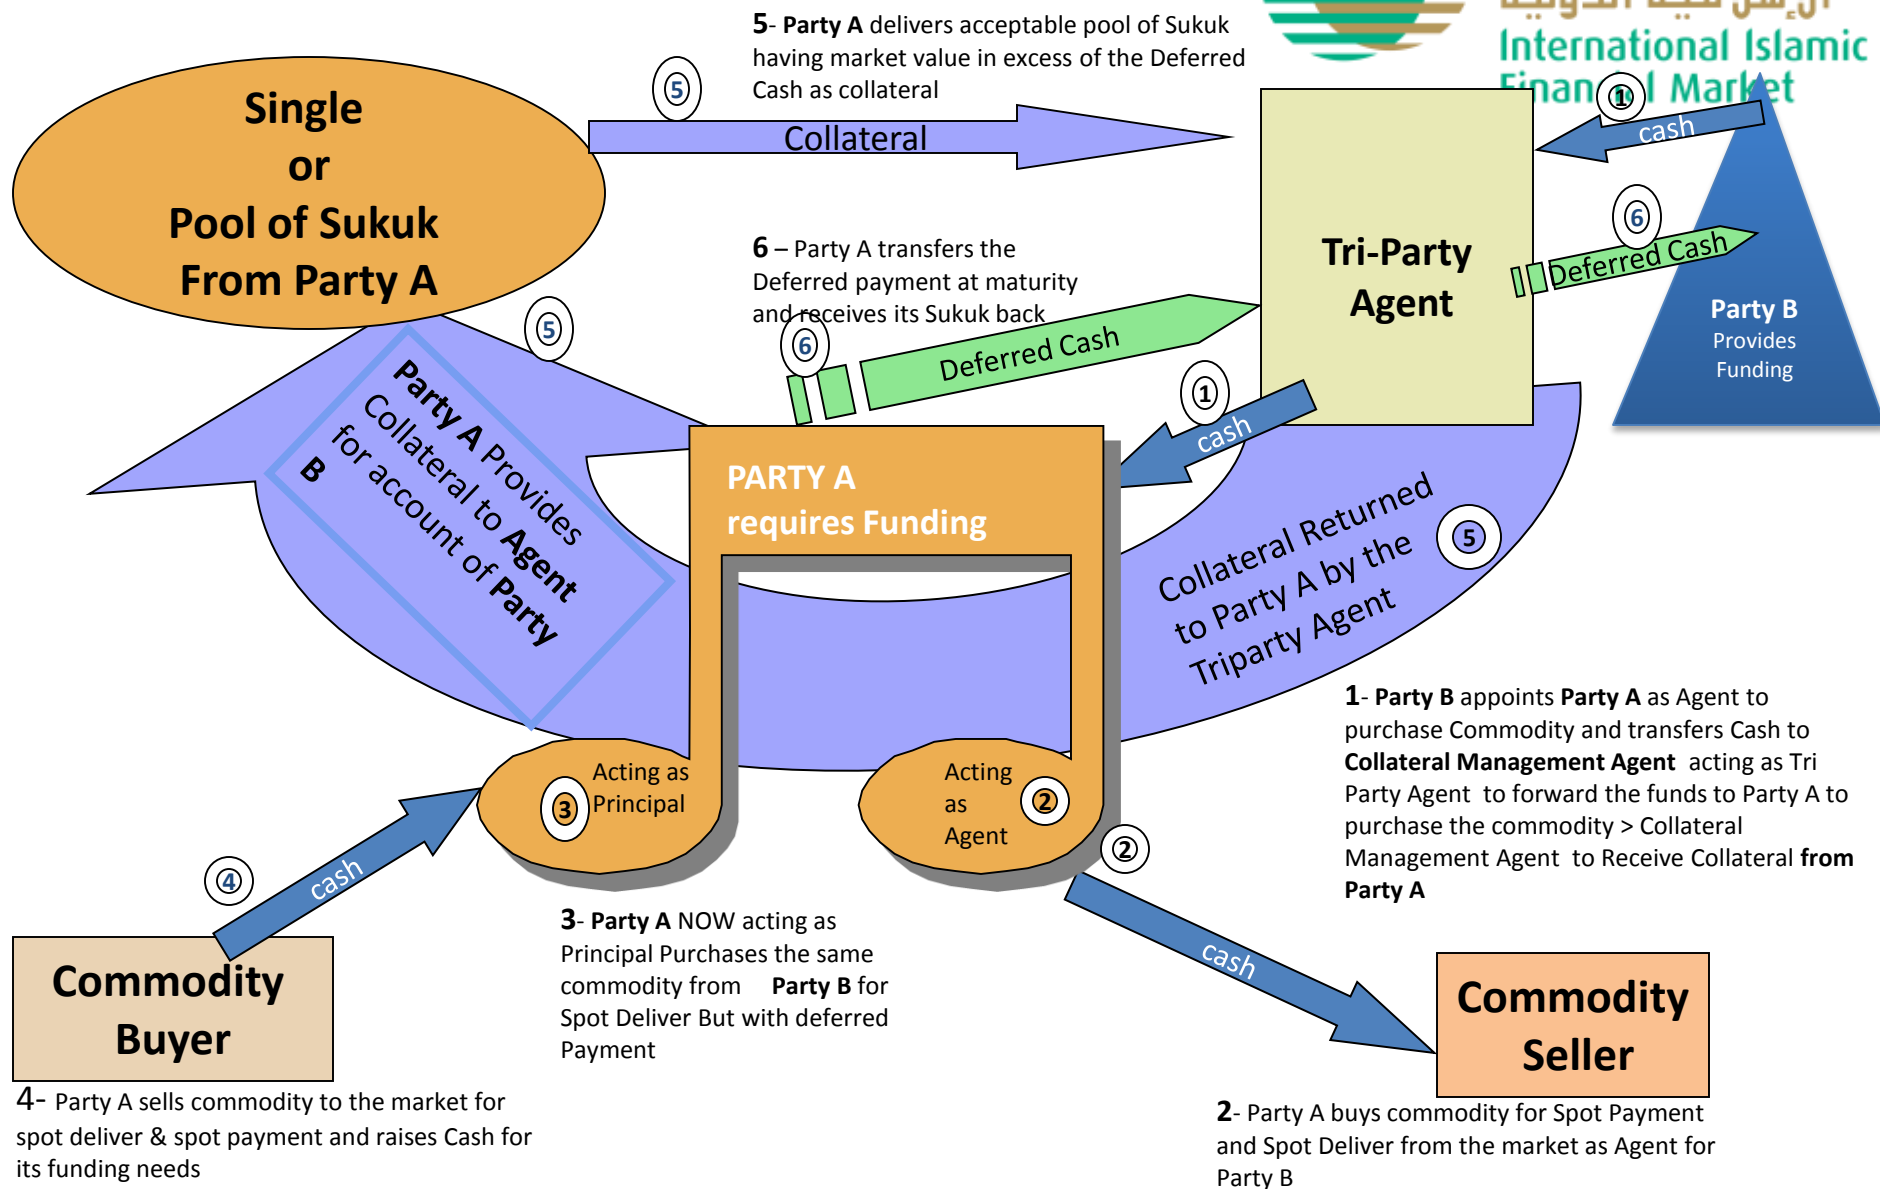 5- Party A delivers acceptable pool of Sukuk
having market value in excess of the Deferred
Cash as collateral
International Islamic
Financial Market
Single
or
Pool of Sukuk
From Party A
5
Collateral
1
cash
Tri-Party
Agent
6
Deferred Cash
Party B
Provides
Funding
6 – Party A transfers the
Deferred payment at maturity
and receives its Sukuk back
5
6
Deferred Cash
1
cash
Party A Provides
Collateral to Agent
for account of Party
B
PARTY A
requires Funding
Collateral Returned
to Party A by the
Triparty Agent
5
1- Party B appoints Party A as Agent to
purchase Commodity and transfers Cash to
Collateral Management Agent acting as Tri
Party Agent to forward the funds to Party A to
purchase the commodity > Collateral
Management Agent to Receive Collateral from
Party A
3
Acting as
Principal
Acting
as
Agent
2
2
4
cash
3- Party A NOW acting as
Principal Purchases the same
commodity from Party B for
Spot Deliver But with deferred
Payment
cash
Commodity
Buyer
Commodity
Seller
4- Party A sells commodity to the market for
spot deliver & spot payment and raises Cash for
its funding needs
2- Party A buys commodity for Spot Payment
and Spot Deliver from the market as Agent for
Party B